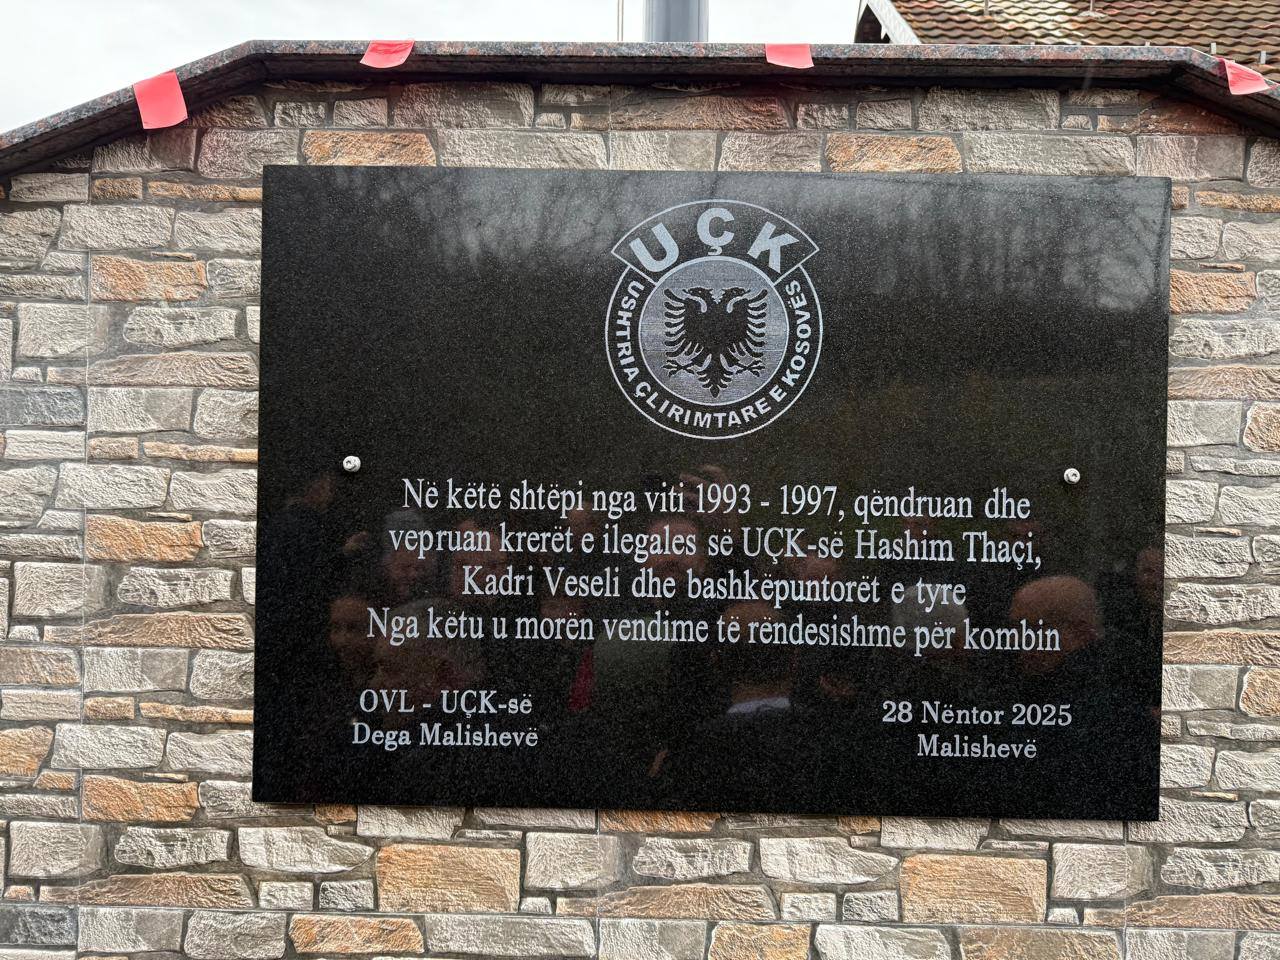 UÇK
USHTRIA ÇLIRIMTARE E KOSOVËS
Në këtë shtëpi nga viti 1993 - 1997, qëndruan dhe
vepruan krerët e ilegales së UÇK-së Hashim Thaçi,
Kadri Veseli dhe bashkëpuntorët e tyre
Nga këtu u morën vendime të rëndesishme për kombin
OVL - UÇK-së
Dega Malishevë
28 Nëntor 2025
Malishevë